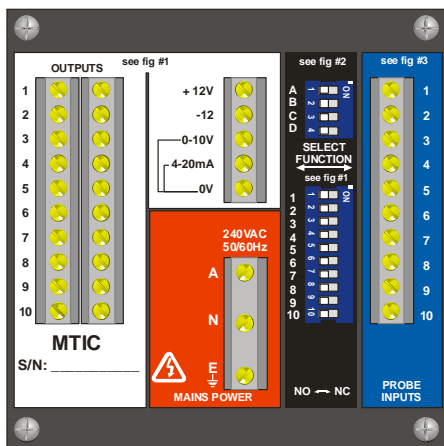 OUTPUTS
see fig #1
1
2
3
4
5
6
7
8
9
10
MTIC
S/N: ______________
+ 12V
-12
0-10V
4-20mA
0V
240VAC
50/60Hz
A
N
E
MAINS POWER
see fig #2
A
B
C
D
1
2
3
4
ON
SELECT
FUNCTION
see fig #1
1
2
3
4
5
6
7
8
9
10
1
2
3
4
5
6
7
8
9
10
ON
NO NC
see fig #3
1
2
3
4
5
6
7
8
9
10
PROBE
INPUTS